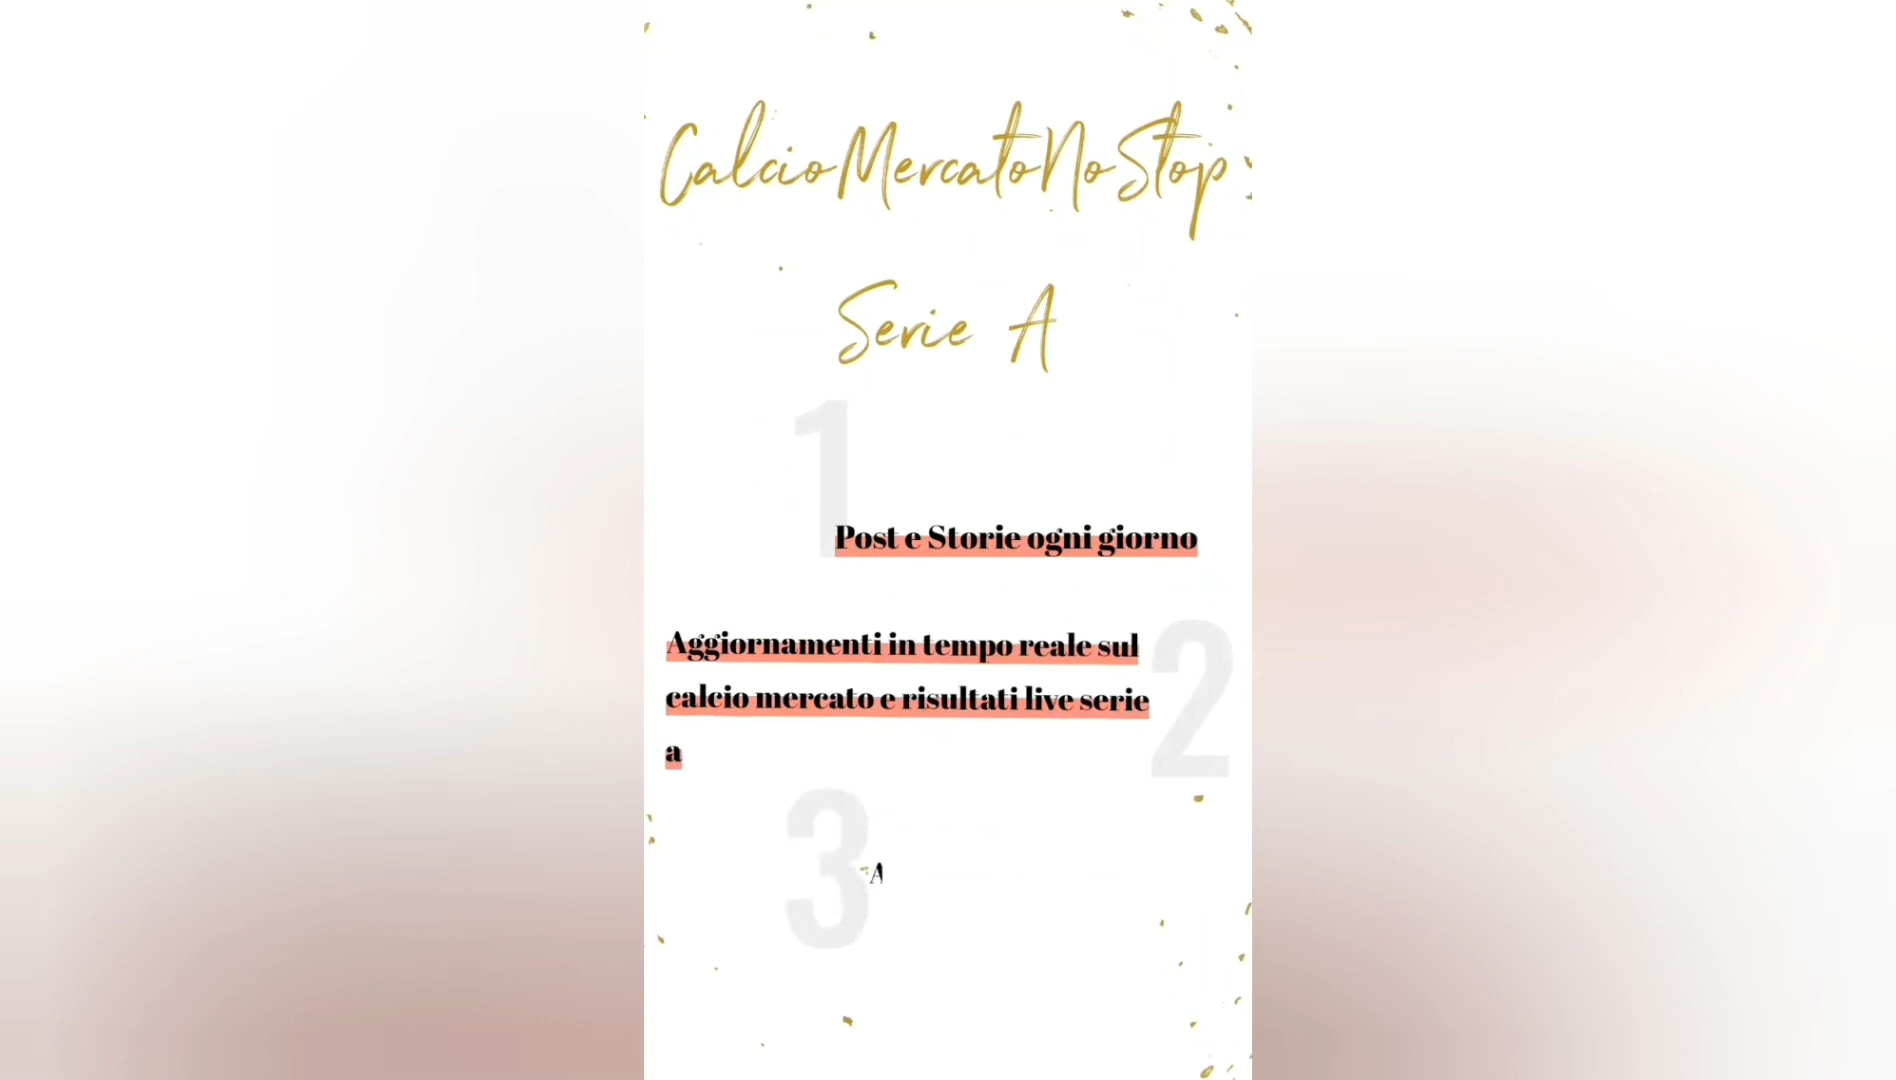 CalcioMercatoNoStop
Serie A
1
Post e Storie ogni giorno
Aggiornamenti in tempo reale sul
calcio mercato e risultati live serie
a
2
3
A